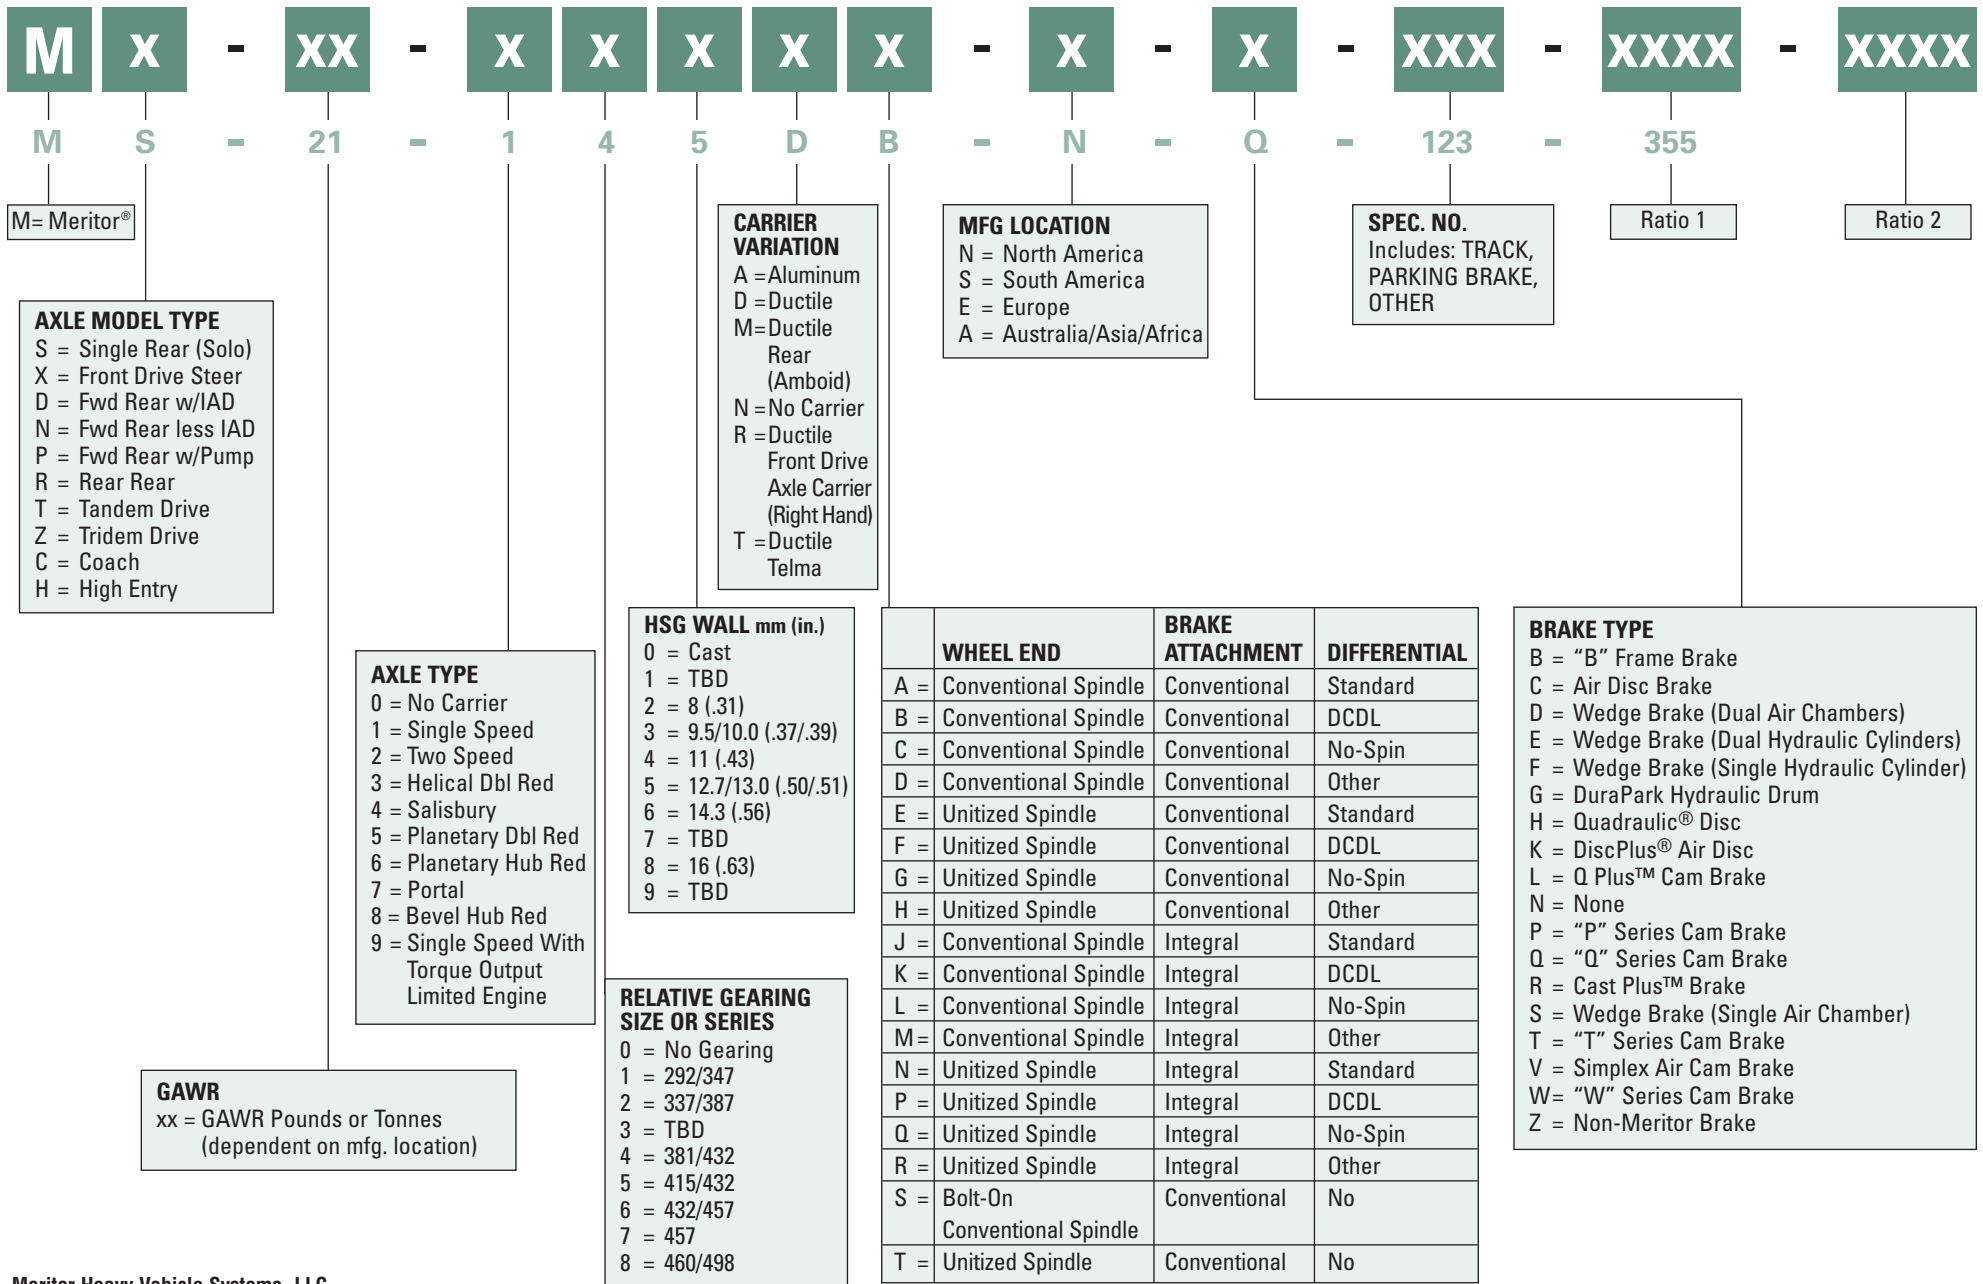 M x - xx - x x x x x - x - x - xxx - xxxx - xxxx
M S - 21 - 1 4 5 D B - N - Q - 123 - 355
M= Meritor®
AXLE MODEL TYPE
S = Single Rear (Solo)
X = Front Drive Steer
D = Fwd Rear w/IAD
N = Fwd Rear less IAD
P = Fwd Rear w/Pump
R = Rear Rear
T = Tandem Drive
Z = Tridem Drive
C = Coach
H = High Entry
GAWR
xx = GAWR Pounds or Tonnes
(dependent on mfg. location)
AXLE TYPE
0 = No Carrier
1 = Single Speed
2 = Two Speed
3 = Helical Dbl Red
4 = Salisbury
5 = Planetary Dbl Red
6 = Planetary Hub Red
7 = Portal
8 = Bevel Hub Red
9 = Single Speed With
Torque Output
Limited Engine
RELATIVE GEARING
SIZE OR SERIES
0 = No Gearing
1 = 292/347
2 = 337/387
3 = TBD
4 = 381/432
5 = 415/432
6 = 432/457
7 = 457
8 = 460/498
HSG WALL mm (in.)
0 = Cast
1 = TBD
2 = 8 (.31)
3 = 9.5/10.0 (.37/.39)
4 = 11 (.43)
5 = 12.7/13.0 (.50/.51)
6 = 14.3 (.56)
7 = TBD
8 = 16 (.63)
9 = TBD
CARRIER
VARIATION
A =Aluminum
D =Ductile
M=Ductile
Rear
(Amboid)
N =No Carrier
R =Ductile
Front Drive
Axle Carrier
(Right Hand)
T =Ductile
Telma
WHEEL END BRAKE ATTACHMENT DIFFERENTIAL
A = Conventional Spindle Conventional Standard
B = Conventional Spindle Conventional DCDL
C = Conventional Spindle Conventional No-Spin
D = Conventional Spindle Conventional Other
E = Unitized Spindle Conventional Standard
F = Unitized Spindle Conventional DCDL
G = Unitized Spindle Conventional No-Spin
H = Unitized Spindle Conventional Other
J = Conventional Spindle Integral Standard
K = Conventional Spindle Integral DCDL
L = Conventional Spindle Integral No-Spin
M= Conventional Spindle Integral Other
N = Unitized Spindle Integral Standard
P = Unitized Spindle Integral DCDL
Q = Unitized Spindle Integral No-Spin
R = Unitized Spindle Integral Other
S = Bolt-On Conventional No
Conventional Spindle
T = Unitized Spindle Conventional No
MFG LOCATION
N = North America
S = South America
E = Europe
A = Australia/Asia/Africa
BRAKE TYPE
B = “B” Frame Brake
C = Air Disc Brake
D = Wedge Brake (Dual Air Chambers)
E = Wedge Brake (Dual Hydraulic Cylinders)
F = Wedge Brake (Single Hydraulic Cylinder)
G = DuraPark Hydraulic Drum
H = Quadraulic® Disc
K = DiscPlus® Air Disc
L = Q Plus™ Cam Brake
N = None
P = “P” Series Cam Brake
Q = “Q” Series Cam Brake
R = Cast Plus™ Brake
S = Wedge Brake (Single Air Chamber)
T = “T” Series Cam Brake
V = Simplex Air Cam Brake
W= “W” Series Cam Brake
Z = Non-Meritor Brake
SPEC. NO.
Includes: TRACK,
PARKING BRAKE,
OTHER
Ratio 1
Ratio 2
Meritor Heavy Vehicle Systems, LLC